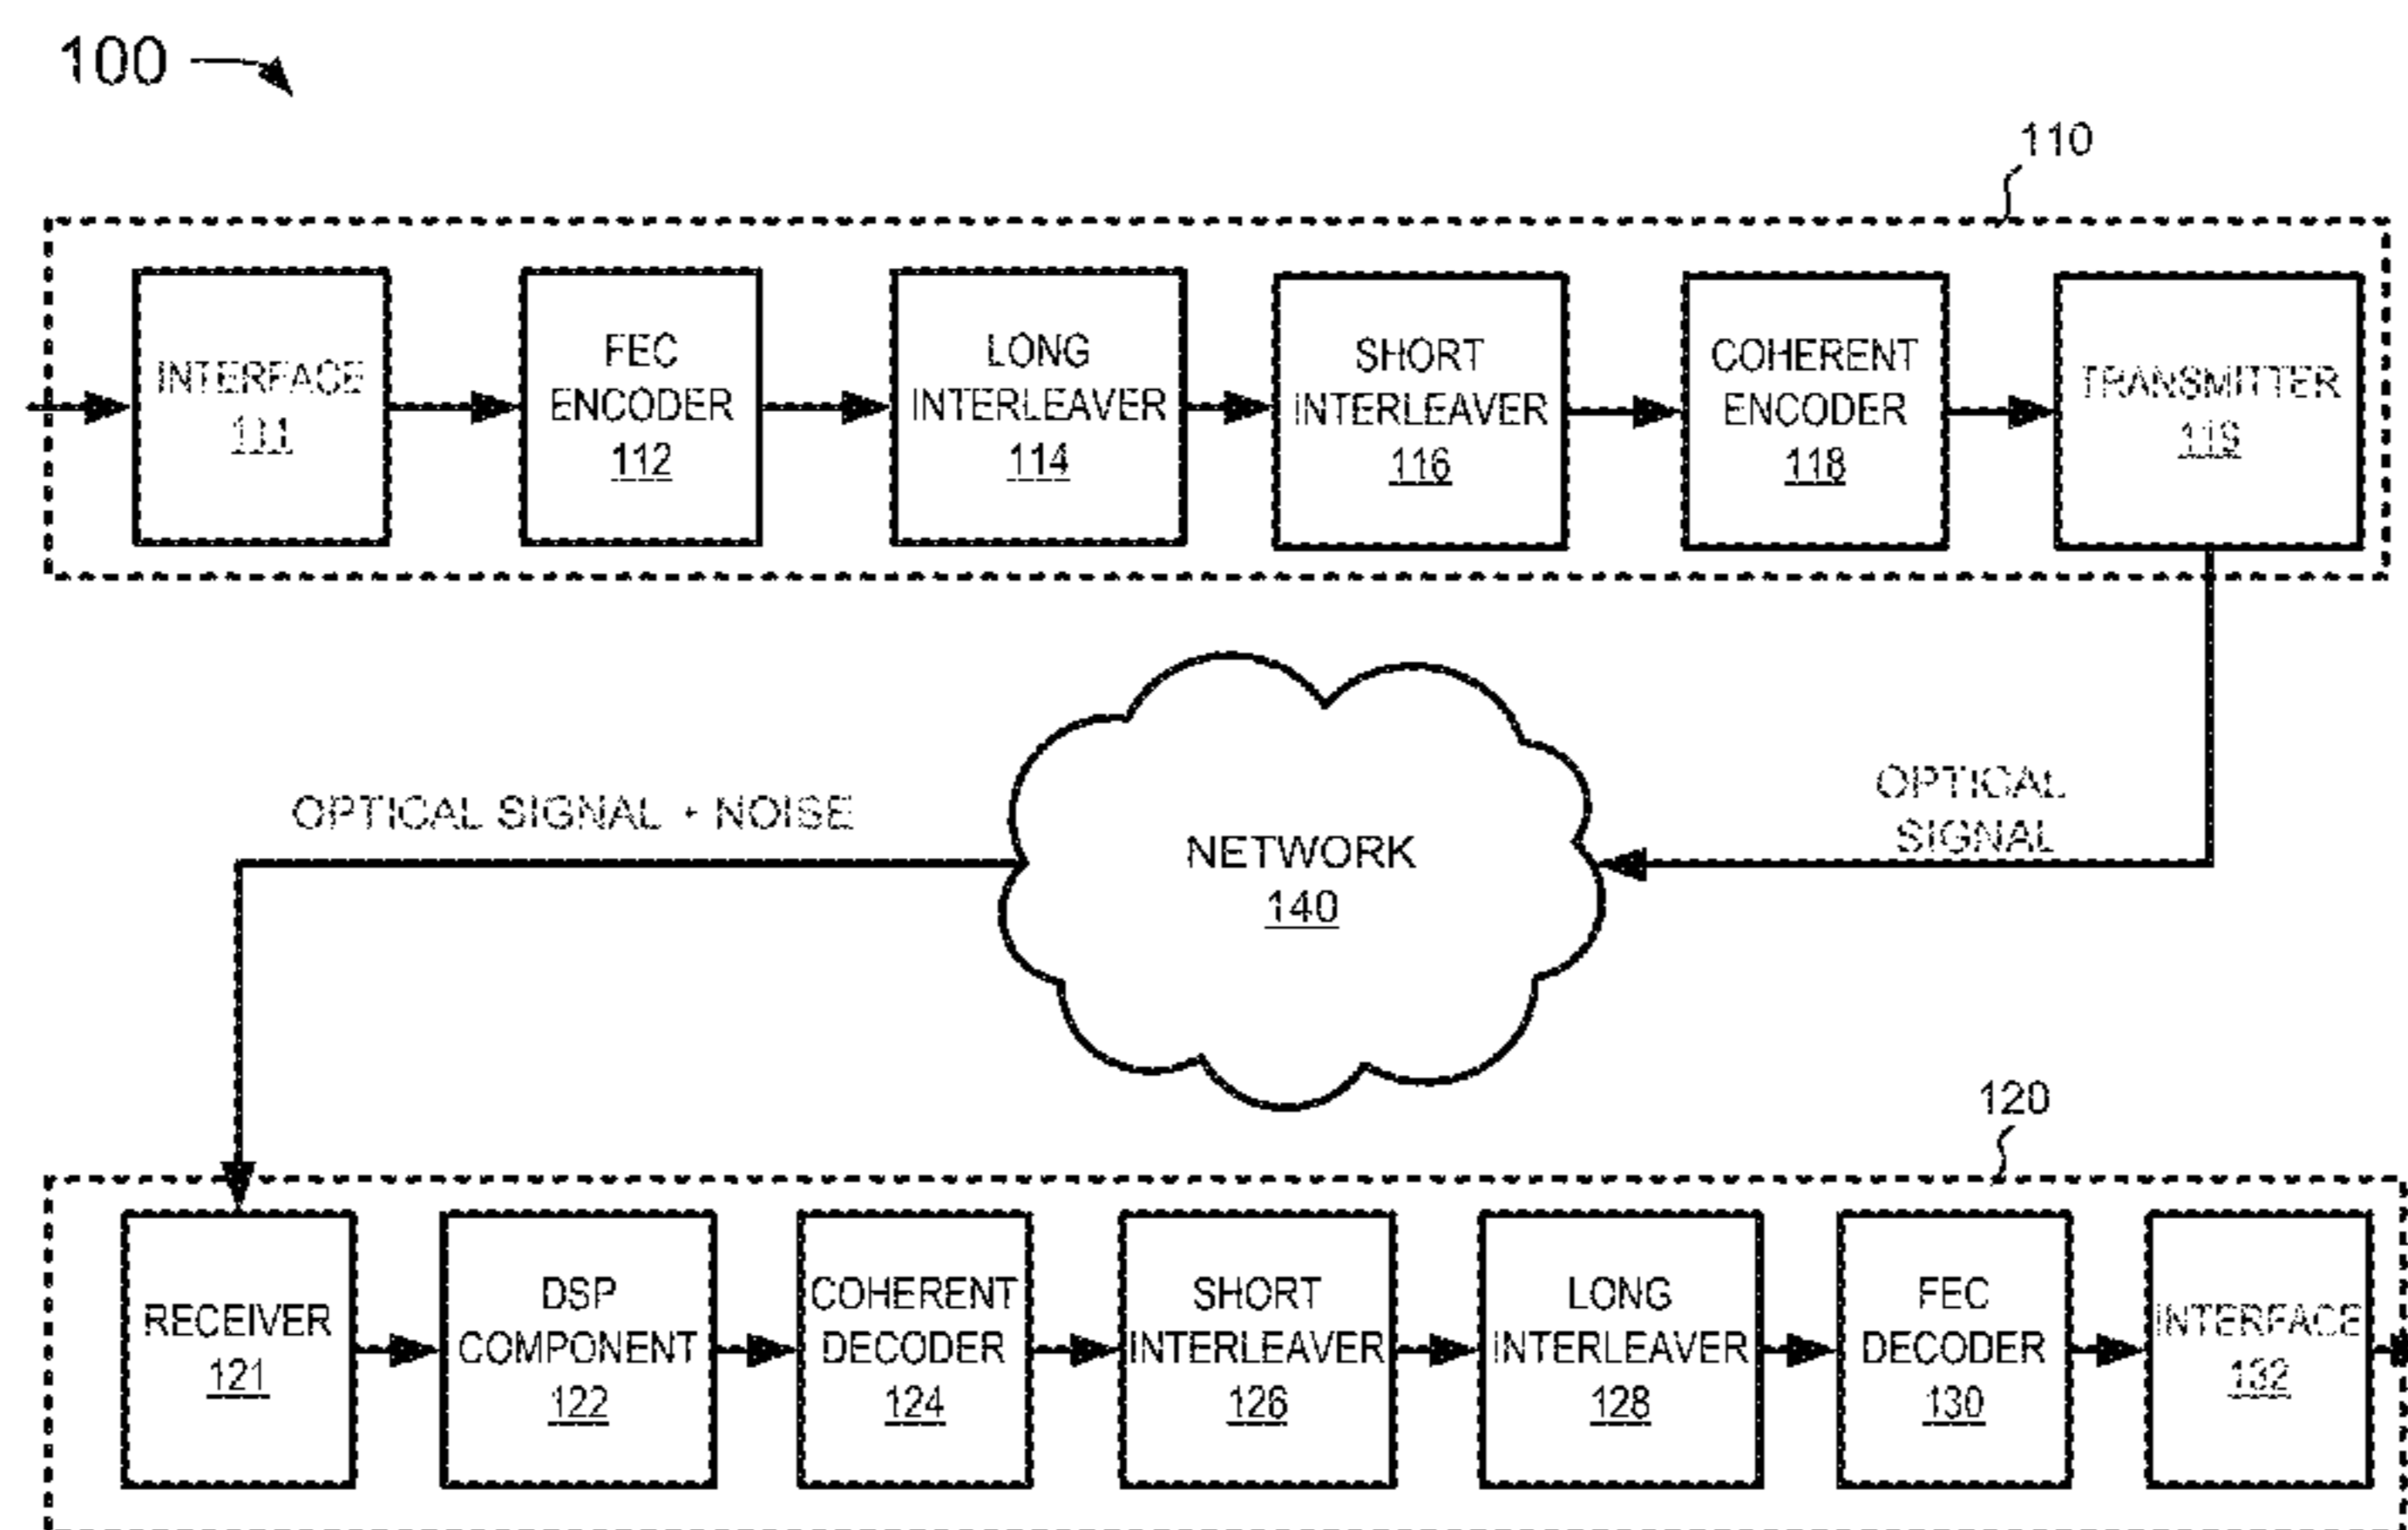 100
110
INTERFACE
111
FEC
ENCODER
112
LONG
INTERLEAVER
114
SHORT
INTERLEAVER
116
COHERENT
ENCODER
118
TRANSMITTER
119
OPTICAL SIGNAL + NOISE
NETWORK
140
OPTICAL
SIGNAL
120
RECEIVER
121
DSP
COMPONENT
122
COHERENT
DECODER
124
SHORT
INTERLEAVER
126
LONG
INTERLEAVER
128
FEC
DECODER
130
INTERFACE
132